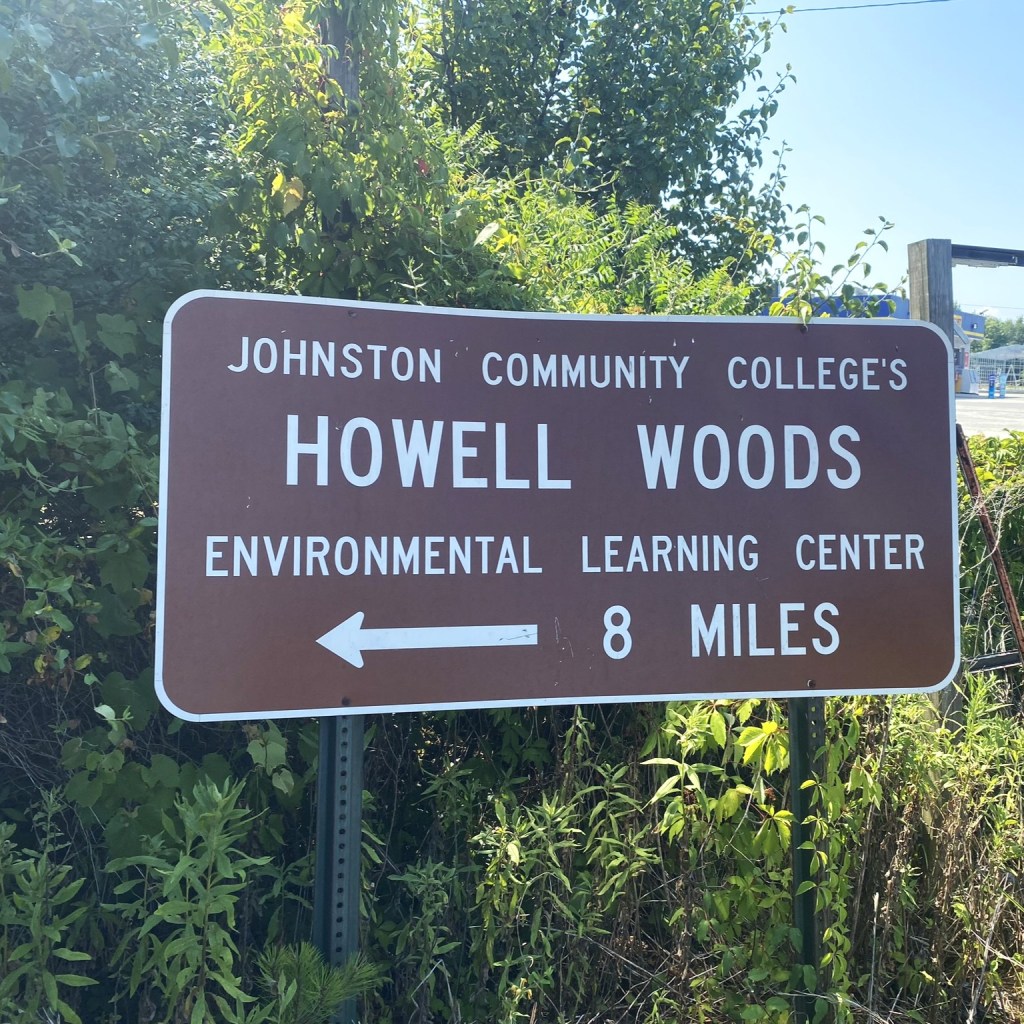 JOHNSTON COMMUNITY COLLEGE'S
HOWELL WOODS
ENVIRONMENTAL LEARNING CENTER
8 MILES